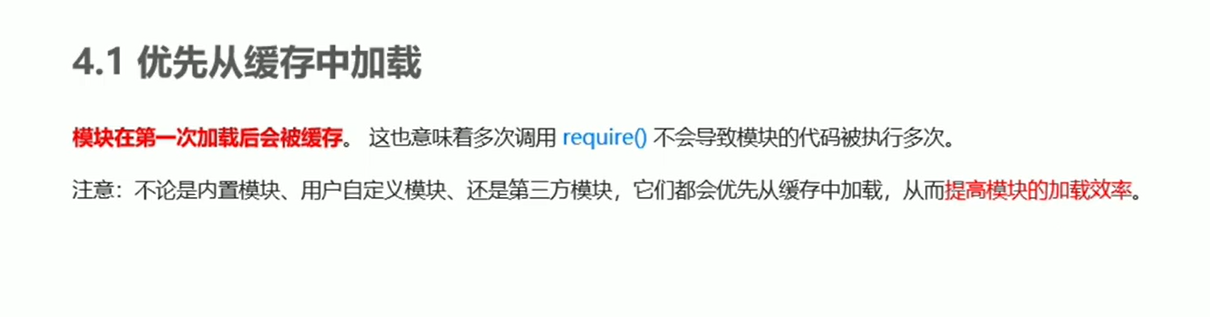 4.1 优先从缓存中加载
模块在第一次加载后会被缓存。 这也意味着多次调用 require() 不会导致模块的代码被执行多次。
注意：不论是内置模块、用户自定义模块、还是第三方模块，它们都会优先从缓存中加载，从而提高模块的加载效率。